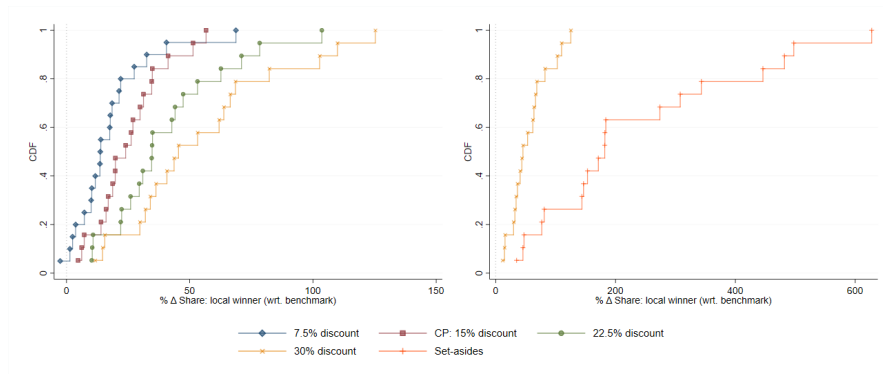 CDF
1
.8
.6
.4
.2
0
0
50
100
150
% Δ Share: local winner (wrt. benchmark)
CDF
1
.8
.6
.4
.2
0
0
200
400
600
% Δ Share: local winner (wrt. benchmark)
7.5% discount
CP: 15% discount
22.5% discount
30% discount
Set-asides